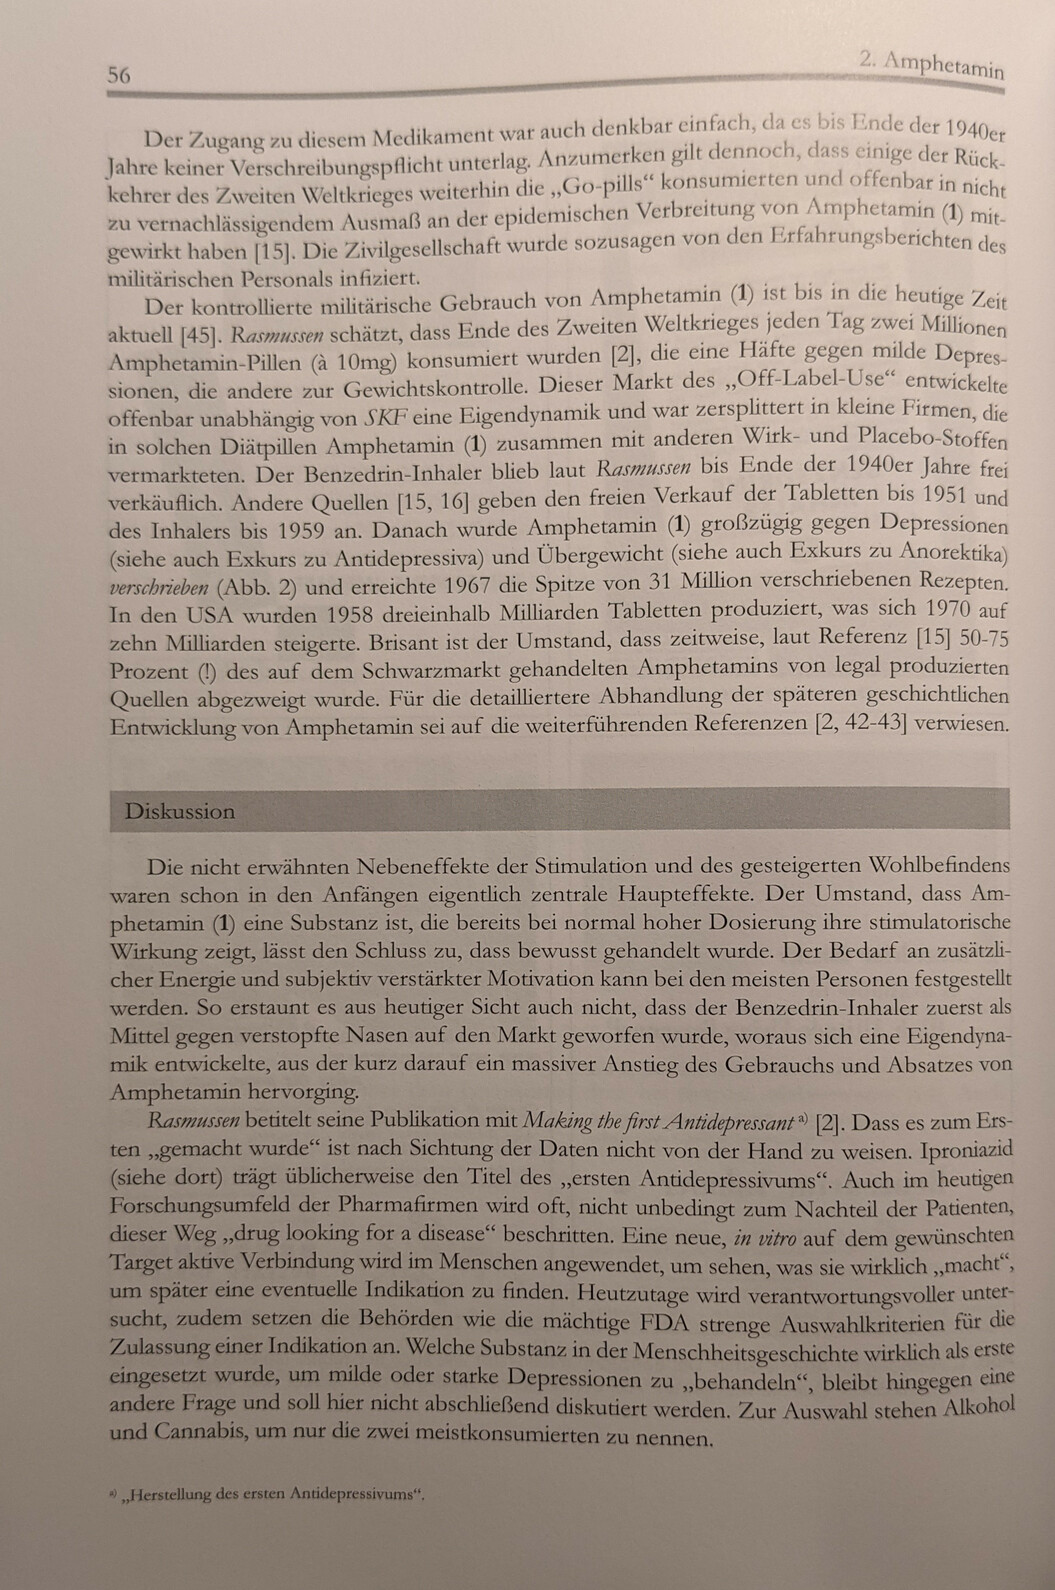 56
2. Amphetamin
Der Zugang zu diesem Medikament war auch denkbar einfach, da es bis Ende der 1940er
Jahre keiner Verschreibungspflicht unterlag. Anzumerken gilt dennoch, dass einige der Rück-
kehrer des Zweiten Weltkrieges weiterhin die „Go-pills“ konsumierten und offenbar in nicht
zu vernachlässigendem Ausmaß an der epidemischen Verbreitung von Amphetamin (1) mit-
gewirkt haben [15]. Die Zivilgesellschaft wurde sozusagen von den Erfahrungsberichten des
militärischen Personals infiziert.
Der kontrollierte militärische Gebrauch von Amphetamin (1) ist bis in die heutige Zeit
aktuell [45]. Rasmussen schätzt, dass Ende des Zweiten Weltkrieges jeden Tag zwei Millionen
Amphetamin-Pillen (à 10mg) konsumiert wurden [2], die eine Häfte gegen milde Depres-
sionen, die andere zur Gewichtskontrolle. Dieser Markt des „Off-Label-Use“ entwickelte
offenbar unabhängig von SKF eine Eigendynamik und war zersplittert in kleine Firmen, die
in solchen Diätpillen Amphetamin (1) zusammen mit anderen Wirk- und Placebo-Stoffen
vermarkteten. Der Benzedrin-Inhaler blieb laut Rasmussen bis Ende der 1940er Jahre frei
verkäuflich. Andere Quellen [15, 16] geben den freien Verkauf der Tabletten bis 1951 und
des Inhalers bis 1959 an. Danach wurde Amphetamin (1) großzügig gegen Depressionen
(siehe auch Exkurs zu Antidepressiva) und Übergewicht (siehe auch Exkurs zu Anorektika)
verschrieben (Abb. 2) und erreichte 1967 die Spitze von 31 Million verschriebenen Rezepten.
In den USA wurden 1958 dreieinhalb Milliarden Tabletten produziert, was sich 1970 auf
zehn Milliarden steigerte. Brisant ist der Umstand, dass zeitweise, laut Referenz [15] 50-75
Prozent (!) des auf dem Schwarzmarkt gehandelten Amphetamins von legal produzierten
Quellen abgezweigt wurde. Für die detailliertere Abhandlung der späteren geschichtlichen
Entwicklung von Amphetamin sei auf die weiterführenden Referenzen [2, 42-43] verwiesen.
Diskussion
Die nicht erwähnten Nebeneffekte der Stimulation und des gesteigerten Wohlbefindens
waren schon in den Anfängen eigentlich zentrale Haupteffekte. Der Umstand, dass Am-
phetamin (1) eine Substanz ist, die bereits bei normal hoher Dosierung ihre stimulatorische
Wirkung zeigt, lässt den Schluss zu, dass bewusst gehandelt wurde. Der Bedarf an zusätzli-
cher Energie und subjektiv verstärkter Motivation kann bei den meisten Personen festgestellt
werden. So erstaunt es aus heutiger Sicht auch nicht, dass der Benzedrin-Inhaler zuerst als
Mittel gegen verstopfte Nasen auf den Markt geworfen wurde, woraus sich eine Eigendyna-
mik entwickelte, aus der kurz darauf ein massiver Anstieg des Gebrauchs und Absatzes von
Amphetamin hervorging.
Rasmussen betitelt seine Publikation mit Making the first Antidepressant a) [2]. Dass es zum Ers-
ten „gemacht wurde“ ist nach Sichtung der Daten nicht von der Hand zu weisen. Iproniazid
(siehe dort) trägt üblicherweise den Titel des „ersten Antidepressivums“. Auch im heutigen
Forschungsumfeld der Pharmafirmen wird oft, nicht unbedingt zum Nachteil der Patienten,
dieser Weg „drug looking for a disease“ beschritten. Eine neue, in vitro auf dem gewünschten
Target aktive Verbindung wird im Menschen angewendet, um sehen, was sie wirklich „macht“,
um später eine eventuelle Indikation zu finden. Heutzutage wird verantwortungsvoller unter-
sucht, zudem setzen die Behörden wie die mächtige FDA strenge Auswahlkriterien für die
Zulassung einer Indikation an. Welche Substanz in der Menschheitsgeschichte wirklich als erste
eingesetzt wurde, um milde oder starke Depressionen zu „behandeln“, bleibt hingegen eine
andere Frage und soll hier nicht abschließend diskutiert werden. Zur Auswahl stehen Alkohol
und Cannabis, um nur die zwei meistkonsumierten zu nennen.
a) „Herstellung des ersten Antidepressivums“.